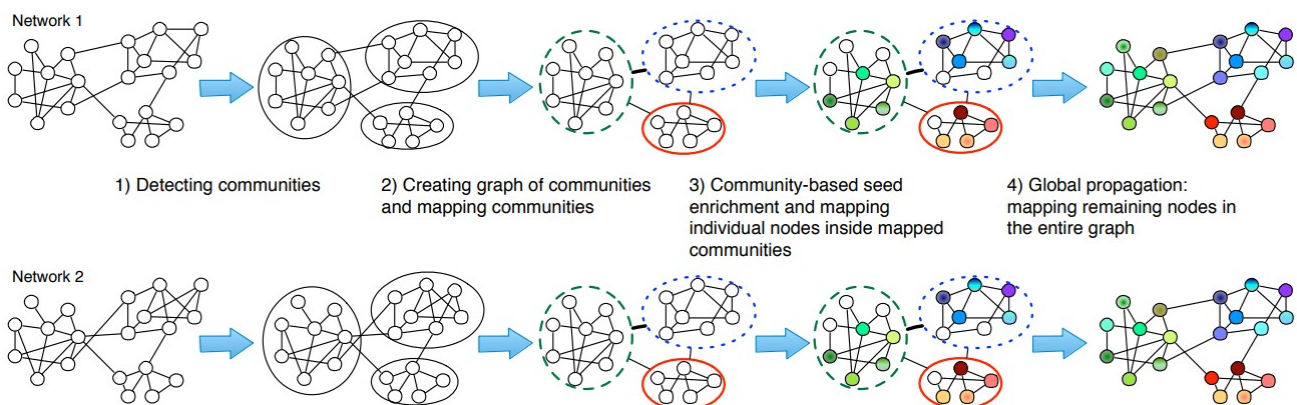 Network 1
1) Detecting communities
2) Creating graph of communities
and mapping communities
3) Community-based seed
enrichment and mapping
individual nodes inside mapped
communities
4) Global propagation:
mapping remaining nodes in
the entire graph
Network 2